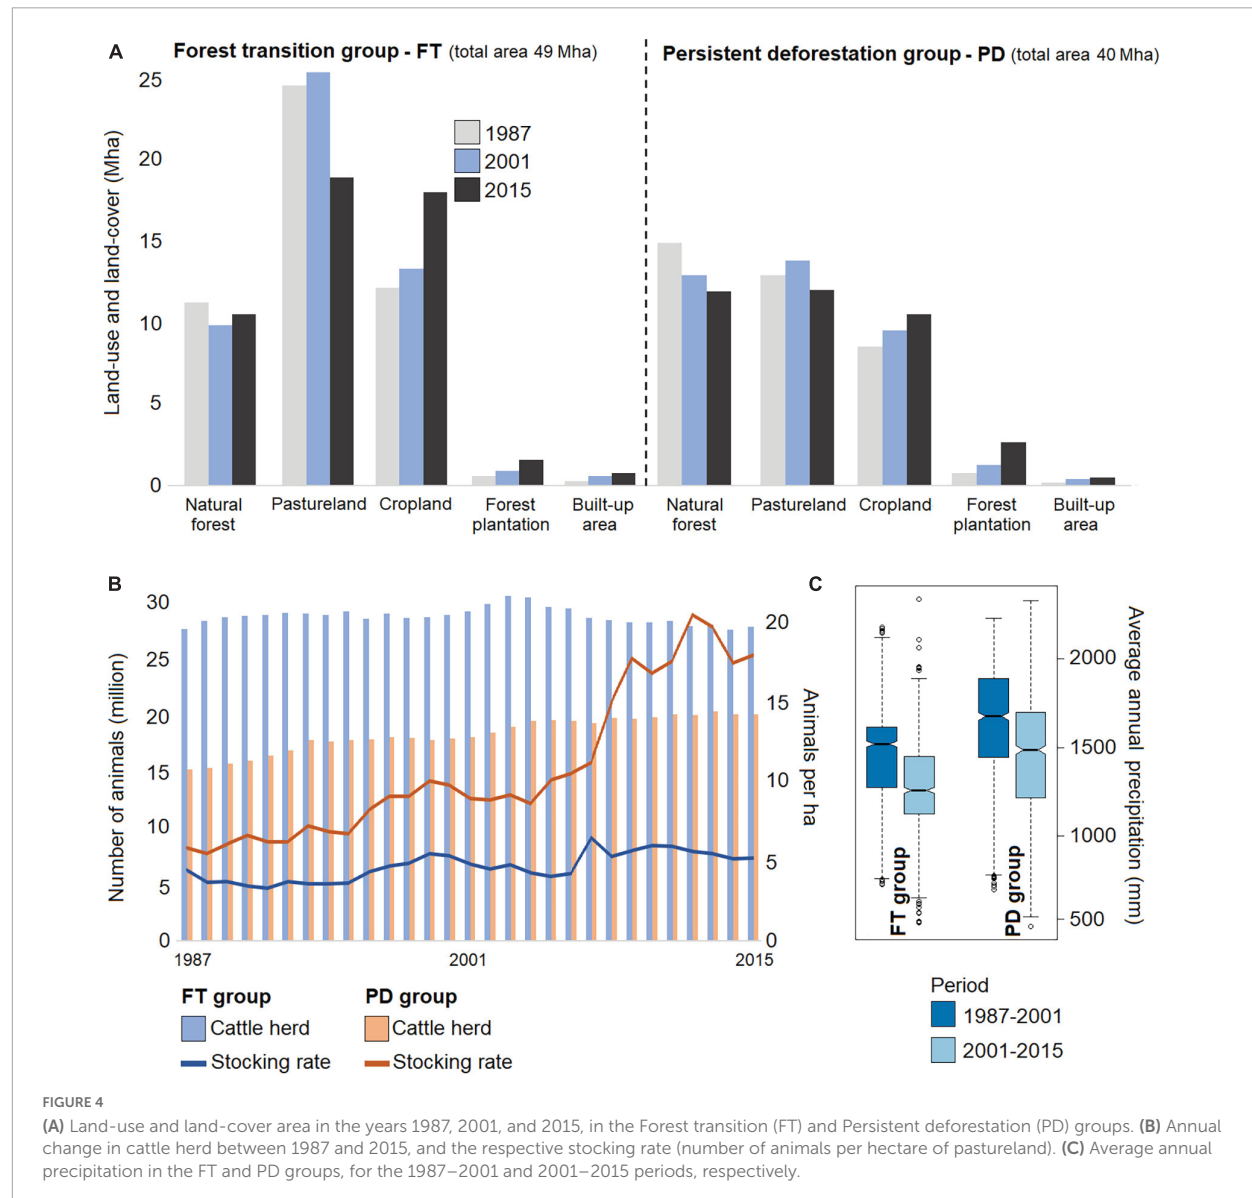 A
Forest transition group - FT (total area 49 Mha)
Persistent deforestation group - PD (total area 40 Mha)
Land-use and land-cover (Mha)
25
20
15
10
5
0
1987
2001
2015
Natural forest
Pastureland
Cropland
Forest plantation
Built-up area
Natural forest
Pastureland
Cropland
Forest plantation
Built-up area
B
Number of animals (million)
30
25
20
15
10
5
0
20
15
10
5
0
Animals per ha
1987
2001
2015
FT group
Cattle herd
Stocking rate
PD group
Cattle herd
Stocking rate
C
FT group
PD group
2000
1500
1000
500
Average annual precipitation (mm)
Period
1987-2001
2001-2015
FIGURE 4
(A) Land-use and land-cover area in the years 1987, 2001, and 2015, in the Forest transition (FT) and Persistent deforestation (PD) groups. (B) Annual
change in cattle herd between 1987 and 2015, and the respective stocking rate (number of animals per hectare of pastureland). (C) Average annual
precipitation in the FT and PD groups, for the 1987–2001 and 2001–2015 periods, respectively.